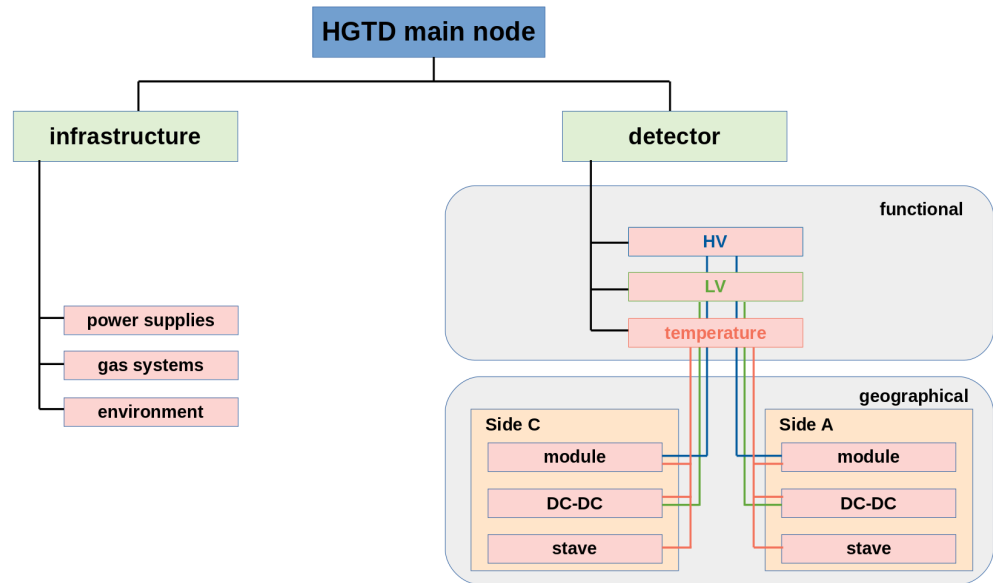 HGTD main node
infrastructure
detector
functional
HV
LV
temperature
power supplies
gas systems
environment
geographical
Side C
module
DC-DC
stave
Side A
module
DC-DC
stave